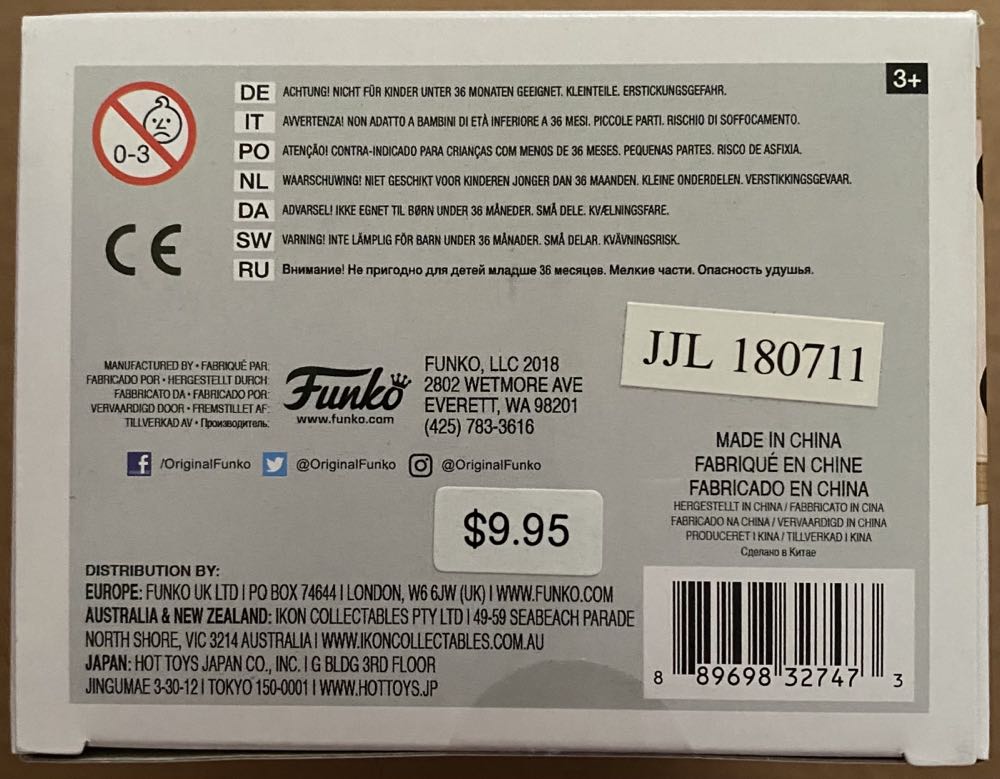 3+
0-3
DE ACHTUNG! NICHT FÜR KINDER UNTER 36 MONATEN GEEIGNET. KLEINTEILE. ERSTICKUNGSGEFAHR.
IT AVVERTENZA! NON ADATTO A BAMBINI DI ETÀ INFERIORE A 36 MESI. PICCOLE PARTI. RISCHIO DI SOFFOCAMENTO.
PO ATENÇÃO! CONTRA-INDICADO PARA CRIANÇAS COM MENOS DE 36 MESES. PEQUENAS PARTES. RISCO DE ASFIXIA.
NL WAARSCHUWING! NIET GESCHIKT VOOR KINDEREN JONGER DAN 36 MAANDEN. KLEINE ONDERDELEN. VERSTIKKINGSGEVAAR.
DA ADVARSEL! IKKE EGNET TIL BØRN UNDER 36 MÅNEDER. SMÅ DELE. KVÆLNINGSFARE.
SW VARNING! INTE LÄMPLIG FÖR BARN UNDER 36 MÅNADER. SMÅ DELAR. KVÄVNINGSRISK.
RU Внимание! Не пригодно для детей младше 36 месяцев. Мелкие части. Опасность удушья.
CE
JJL 180711
MANUFACTURED BY • FABRIQUÉ PAR:
FABRICADO POR • HERGESTELLT DURCH:
FABBRICATO DA • FABRICADO POR:
VERVAARDIGD DOOR • FREMSTILLET AF:
TILLVERKAD AV • Производитель:
Funko
www.funko.com
FUNKO, LLC 2018
2802 WETMORE AVE
EVERETT, WA 98201
(425) 783-3616
/OriginalFunko @OriginalFunko @OriginalFunko
MADE IN CHINA
FABRIQUÉ EN CHINE
FABRICADO EN CHINA
HERGESTELLT IN CHINA / FABBRICATO IN CINA
FABRICADO NA CHINA / VERVAARDIGD IN CHINA
PRODUCERET I KINA / TILLVERKAD I KINA
Сделано в Китае
$9.95
DISTRIBUTION BY:
EUROPE: FUNKO UK LTD | PO BOX 74644 | LONDON, W6 6JW (UK) | WWW.FUNKO.COM
AUSTRALIA & NEW ZEALAND: IKON COLLECTABLES PTY LTD | 49-59 SEABEACH PARADE
NORTH SHORE, VIC 3214 AUSTRALIA | WWW.IKONCOLLECTABLES.COM.AU
JAPAN: HOT TOYS JAPAN CO., INC. | G BLDG 3RD FLOOR
JINGUMAE 3-30-12 | TOKYO 150-0001 | WWW.HOTTOYS.JP
8 89698 32747 3